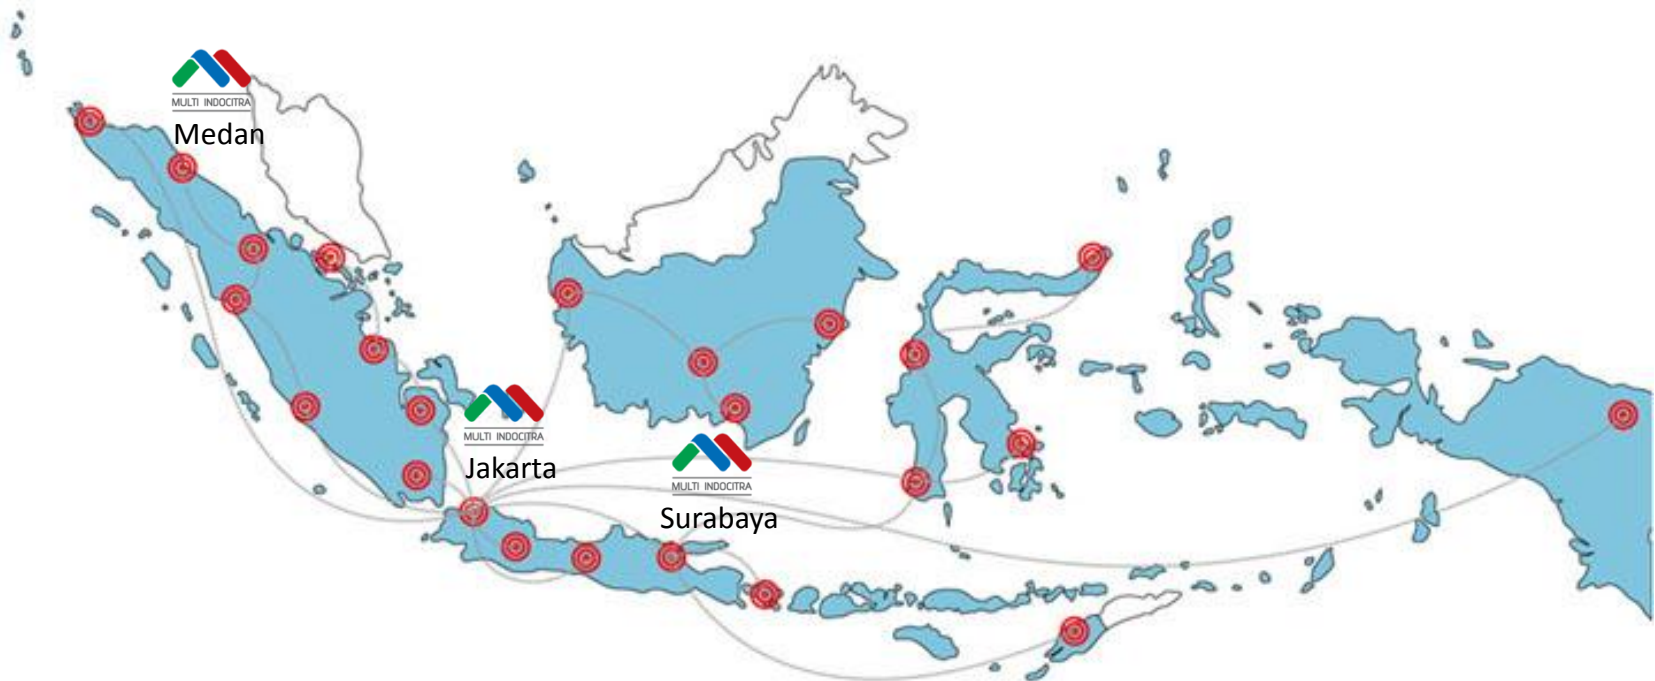 MULTI INDOCITRA
Medan
MULTI INDOCITRA
Jakarta
MULTI INDOCITRA
Surabaya